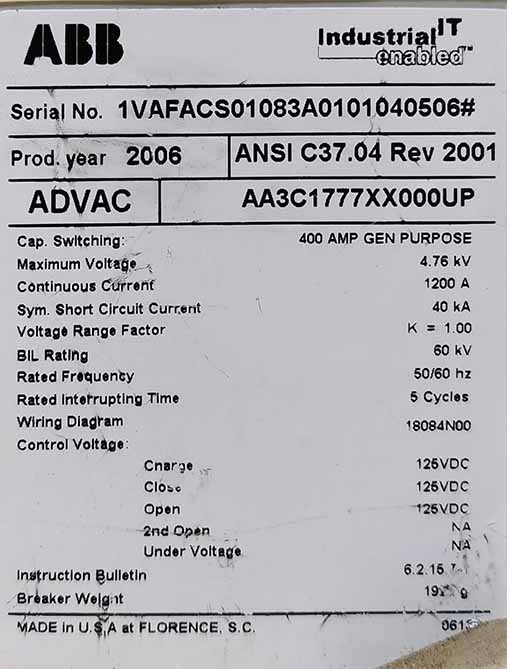 ABB
Industrial IT
enabled™
Serial No. 1VAFACS01083A0101040506#
Prod. year 2006 ANSI C37.04 Rev 2001
ADVAC AA3C1777XX000UP
Cap. Switching: 400 AMP GEN PURPOSE
Maximum Voltage 4.76 kV
Continuous Current 1200 A
Sym. Short Circuit Current 40 kA
Voltage Range Factor K = 1.00
BIL Rating 60 kV
Rated Frequency 50/60 hz
Rated Interrupting Time 5 Cycles
Wiring Diagram 18084N00
Control Voltage:
Charge 125VDC
Close 125VDC
Open 125VDC
2nd Open NA
Under Voltage NA
Instruction Bulletin
Breaker Weight
MADE in U.S.A at FLORENCE, S.C.